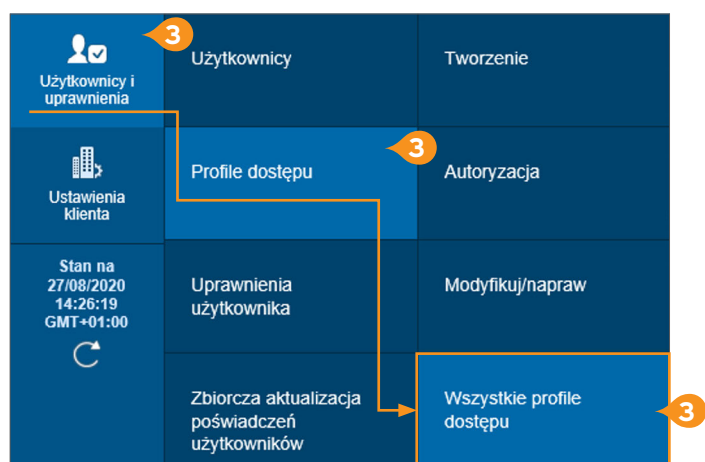 Użytkownicy i
uprawnienia
3
Użytkownicy
Tworzenie
Ustawienia
klienta
Profile dostępu
3
Autoryzacja
Stan na
27/08/2020
14:26:19
GMT+01:00
Uprawnienia
użytkownika
Modyfikuj/napraw
Zbiorcza aktualizacja
poświadczeń
użytkowników
Wszystkie profile
dostępu
3